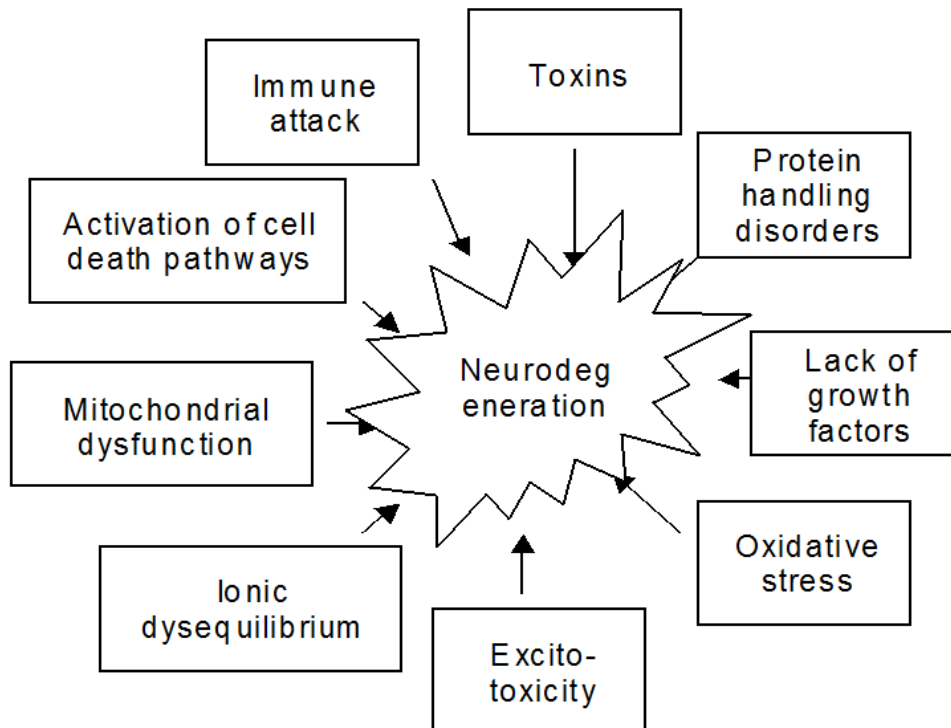 Toxins
Immune
attack
Protein
handling
disorders
Activation of cell
death pathways
Neurodeg
eneration
Lack of
growth
factors
Mitochondrial
dysfunction
Oxidative
stress
Ionic
dysequilibrium
Excito-
toxicity